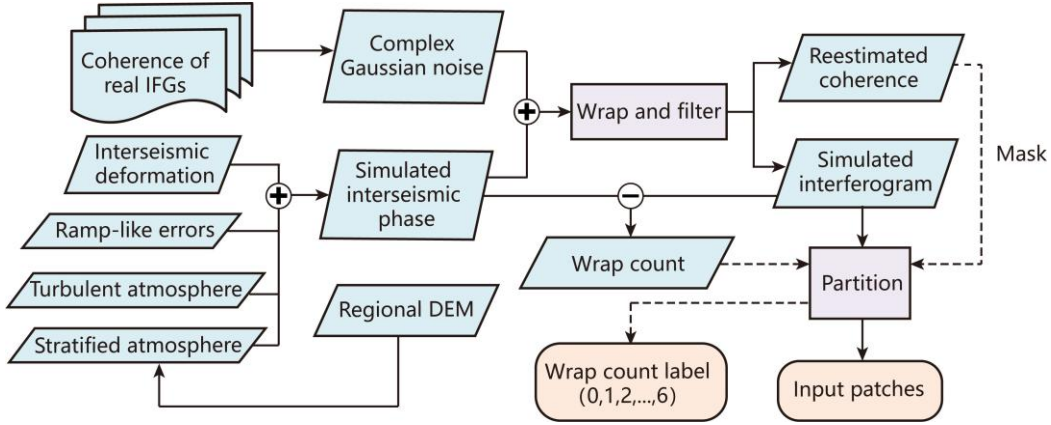 Coherence of
real IFGs
Complex
Gaussian noise
Reestimated
coherence
Wrap and filter
Mask
Interseismic
deformation
Simulated
interseismic
phase
Simulated
interferogram
Ramp-like errors
Wrap count
Partition
Turbulent atmosphere
Regional DEM
Stratified atmosphere
Wrap count label
(0,1,2,...,6)
Input patches